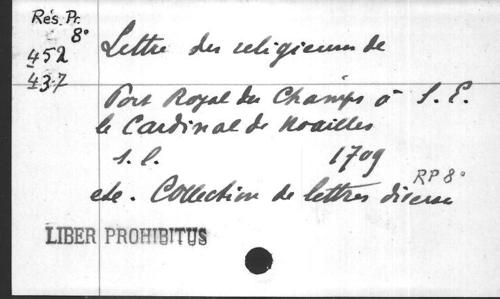 Rés. Pr.
8°
452
437
Lettre des religieuses de
Port Royal des Champs à S. E.
le Cardinal de Noailles
s. l. 1709
RP 8°
etc. Collection de lettres diverses
LIBER PROHIBITUS